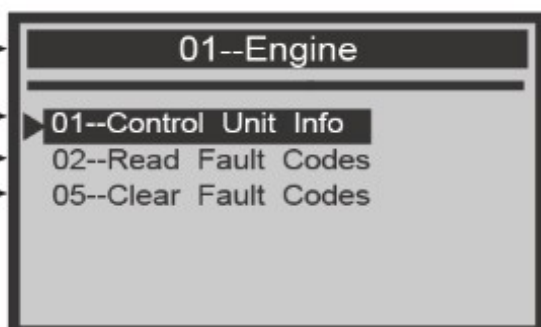 01--Engine
01--Control Unit Info
02--Read Fault Codes
05--Clear Fault Codes